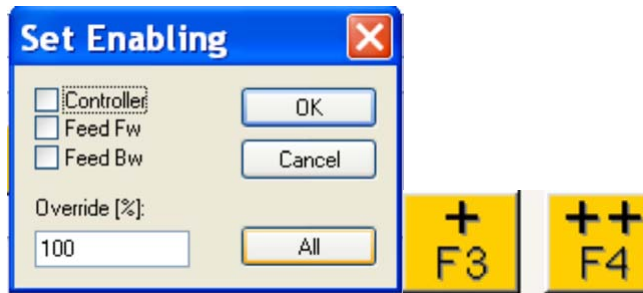 Set Enabling
Controller
Feed Fw
Feed Bw
OK
Cancel
Override [%]:
100
All
+
F3
++
F4